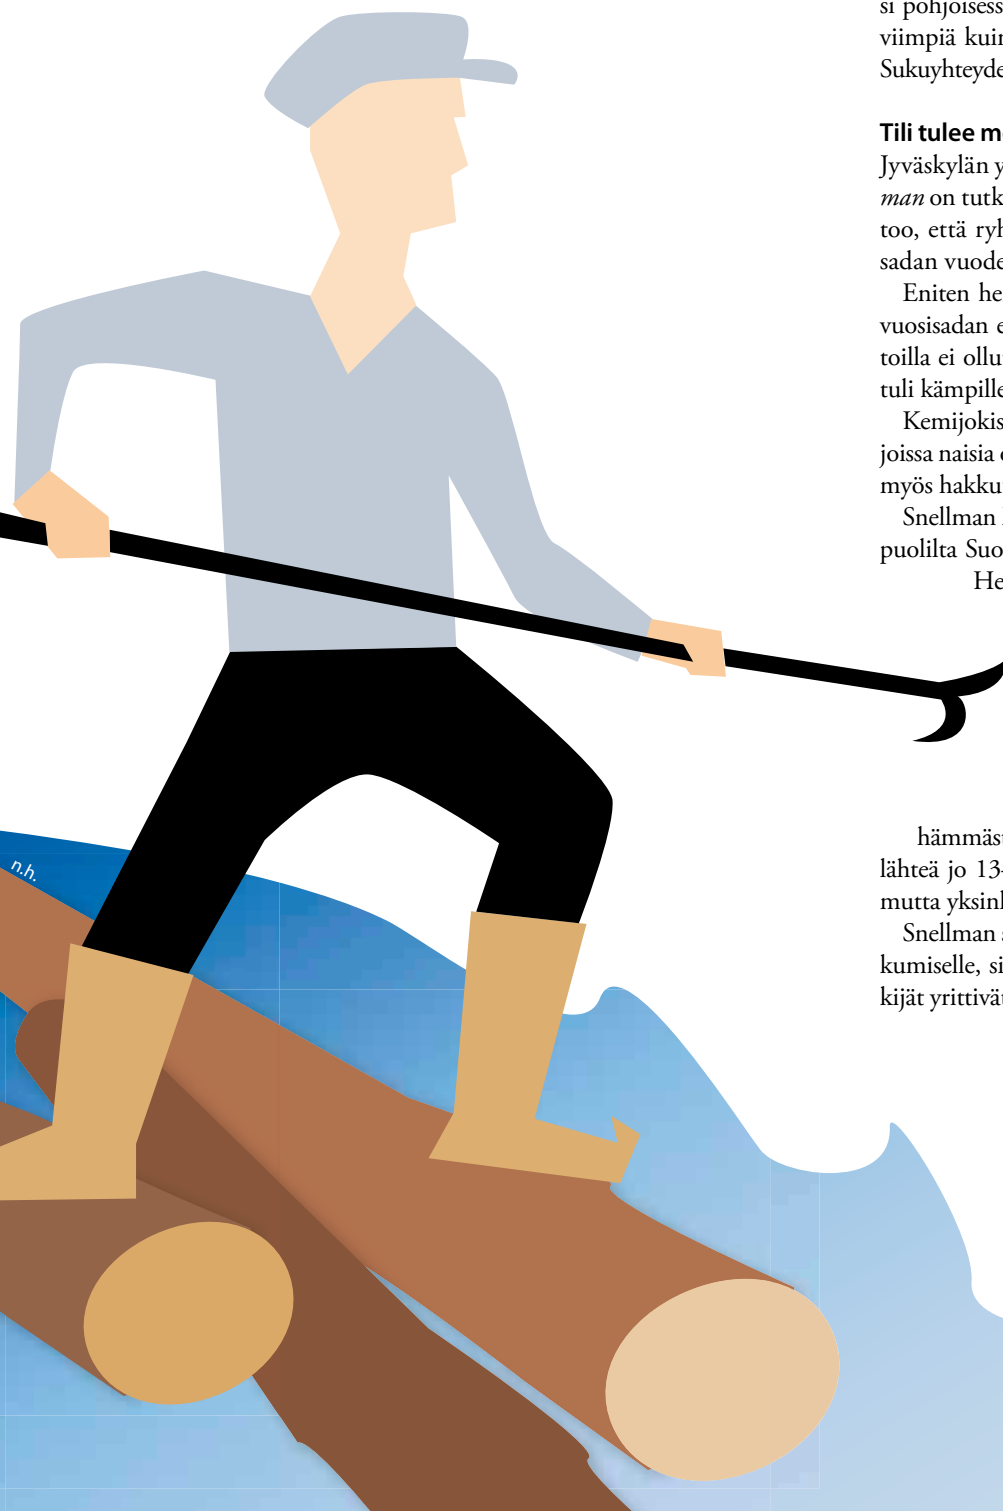 si pohjoisess
viimpiä kuin
Sukuyhteyde
Tili tulee m
Jyväskylän y
man on tutk
too, että ryh
sadan vuode
Eniten he
vuosisadan e
toilla ei ollu
tuli kämpille
Kemijokis
joissa naisia o
myös hakku
Snellman
puolilta Suo
He
n.h.
hämmäst
lähteä jo 13-
mutta yksinl
Snellman s
kumiselle, si
kijät yrittivät